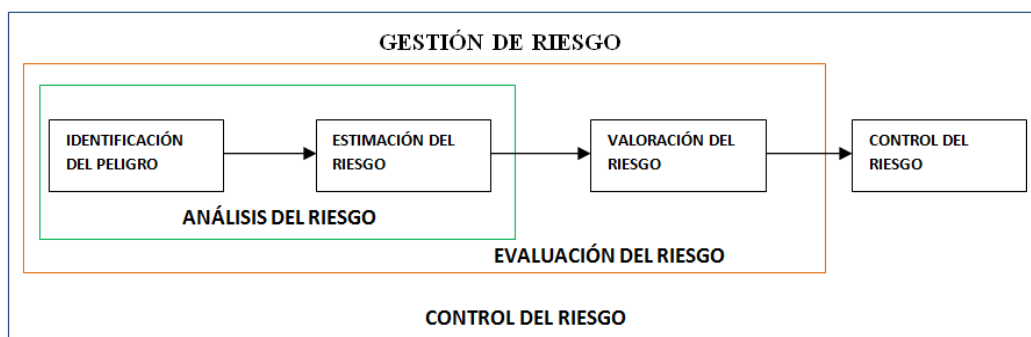 GESTIÓN DE RIESGO
IDENTIFICACIÓN
DEL PELIGRO
ESTIMACIÓN DEL
RIESGO
VALORACIÓN DEL
RIESGO
CONTROL DEL
RIESGO
ANÁLISIS DEL RIESGO
EVALUACIÓN DEL RIESGO
CONTROL DEL RIESGO